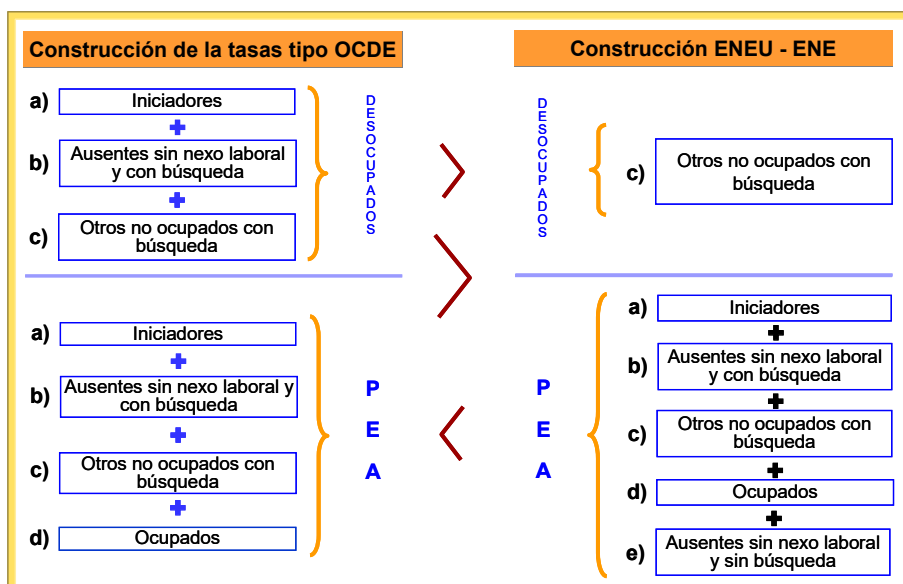 Construcción de la tasas tipo OCDE
a) Iniciadores
+
b) Ausentes sin nexo laboral
y con búsqueda
+
c) Otros no ocupados con
búsqueda
DESOCUPADOS
Construcción ENEU - ENE
DESOCUPADOS
c) Otros no ocupados con
búsqueda
a) Iniciadores
+
b) Ausentes sin nexo laboral y
con búsqueda
+
c) Otros no ocupados con
búsqueda
+
d) Ocupados
PEA
PEA
a) Iniciadores
+
b) Ausentes sin nexo laboral
y con búsqueda
+
c) Otros no ocupados con
búsqueda
+
d) Ocupados
+
e) Ausentes sin nexo laboral
y sin búsqueda